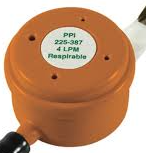 PPI
225-387
4 LPM
Respirable